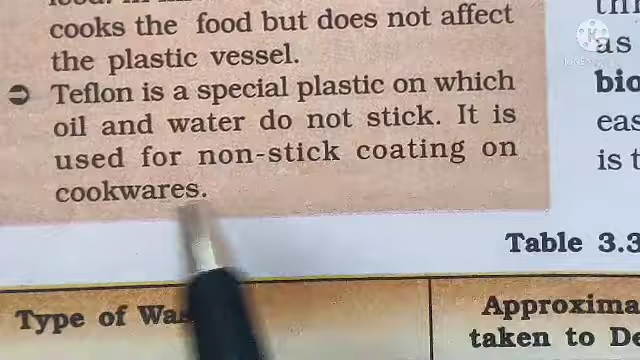 cooks the food but does not affect
the plastic vessel.
➲ Teflon is a special plastic on which
oil and water do not stick. It is
used for non-stick coating on
cookwares.
as
bio
eas
is t
Table 3.3
Type of Was
Approxima
taken to De